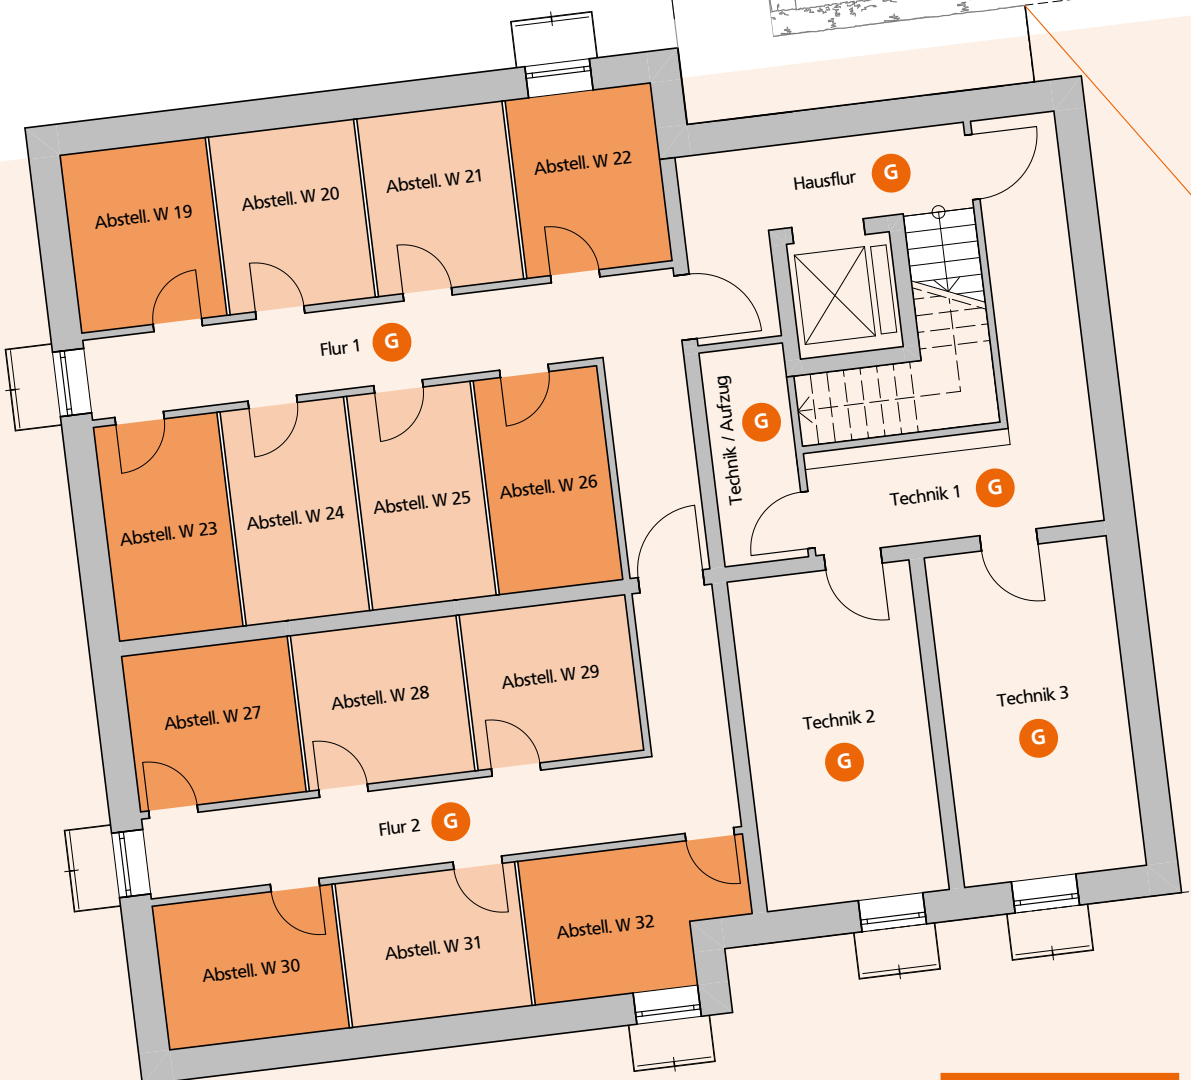 Abstell. W 19
Abstell. W 20
Abstell. W 21
Abstell. W 22
Hausflur G
Flur 1 G
Technik / Aufzug G
Abstell. W 23
Abstell. W 24
Abstell. W 25
Abstell. W 26
Technik 1 G
Abstell. W 27
Abstell. W 28
Abstell. W 29
Technik 2
G
Technik 3
G
Flur 2 G
Abstell. W 30
Abstell. W 31
Abstell. W 32